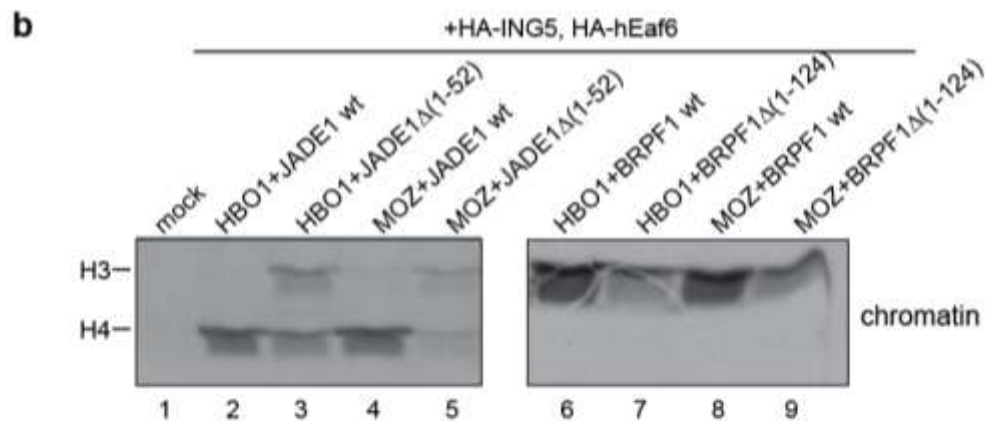 b
+HA-ING5, HA-hEaf6
mock
HBO1+JADE1 wt
HBO1+JADE1Δ(1-52)
MOZ+JADE1 wt
MOZ+JADE1Δ(1-52)
HBO1+BRPF1 wt
HBO1+BRPF1Δ(1-124)
MOZ+BRPF1 wt
MOZ+BRPF1Δ(1-124)
H3
H4
chromatin
1 2 3 4 5 6 7 8 9